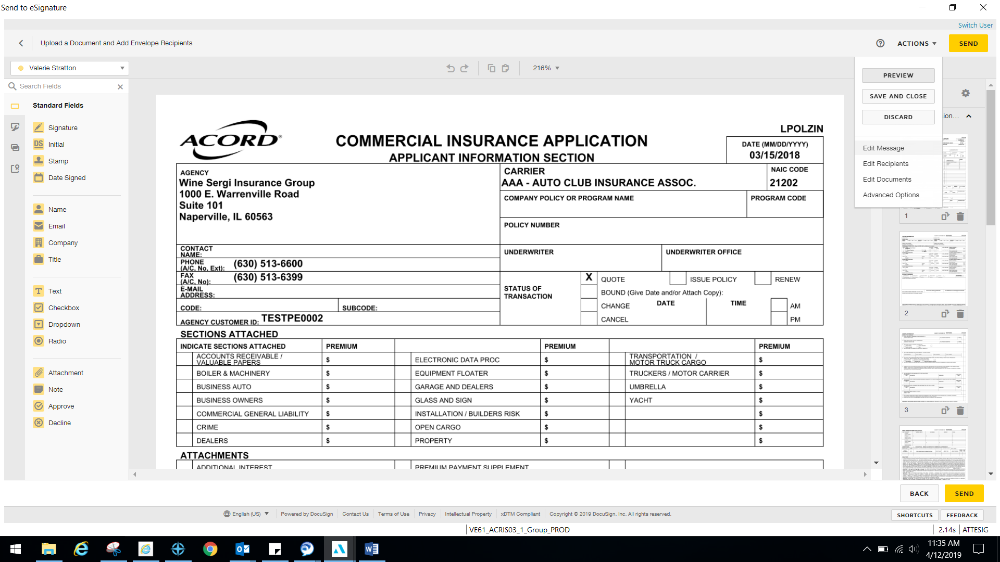 Send to eSignature
Switch User
Upload a Document and Add Envelope Recipients
ACTIONS
SEND
Valerie Stratton
216%
PREVIEW
SAVE AND CLOSE
DISCARD
Edit Message
Edit Recipients
Edit Documents
Advanced Options
Search Fields
Standard Fields
Signature
DS Initial
Stamp
Date Signed
Name
Email
Company
Title
Text
Checkbox
Dropdown
Radio
Attachment
Note
Approve
Decline
ACORD
COMMERCIAL INSURANCE APPLICATION
APPLICANT INFORMATION SECTION
LPOLZIN
DATE (MM/DD/YYYY)
03/15/2018
AGENCY
Wine Sergi Insurance Group
1000 E. Warrenville Road
Suite 101
Naperville, IL 60563
CARRIER
AAA - AUTO CLUB INSURANCE ASSOC.
NAIC CODE
21202
COMPANY POLICY OR PROGRAM NAME
PROGRAM CODE
POLICY NUMBER
CONTACT
NAME:
PHONE
(A/C, No, Ext): (630) 513-6600
FAX
(A/C, No): (630) 513-6399
E-MAIL
ADDRESS:
CODE: SUBCODE:
AGENCY CUSTOMER ID: TESTPE0002
UNDERWRITER
UNDERWRITER OFFICE
STATUS OF
TRANSACTION
X QUOTE ISSUE POLICY RENEW
BOUND (Give Date and/or Attach Copy):
CHANGE DATE TIME AM
CANCEL PM
SECTIONS ATTACHED
INDICATE SECTIONS ATTACHED PREMIUM PREMIUM PREMIUM
ACCOUNTS RECEIVABLE /
VALUABLE PAPERS $ ELECTRONIC DATA PROC $ TRANSPORTATION /
MOTOR TRUCK CARGO $
BOILER & MACHINERY $ EQUIPMENT FLOATER $ TRUCKERS / MOTOR CARRIER $
BUSINESS AUTO $ GARAGE AND DEALERS $ UMBRELLA $
BUSINESS OWNERS $ GLASS AND SIGN $ YACHT $
COMMERCIAL GENERAL LIABILITY $ INSTALLATION / BUILDERS RISK $ $
CRIME $ OPEN CARGO $ $
DEALERS $ PROPERTY $ $
ATTACHMENTS
ADDITIONAL INTEREST PREMIUM PAYMENT SUPPLEMENT
ion...
1
2
3
BACK
SEND
English (US)
Powered by DocuSign
Contact Us
Terms of Use
Privacy
Intellectual Property
xDTM Compliant
Copyright © 2019 DocuSign, Inc. All rights reserved.
SHORTCUTS
FEEDBACK
VE61_ACRIS03_1_Group_PROD
2.14s
ATTESIG
11:35 AM
4/12/2019